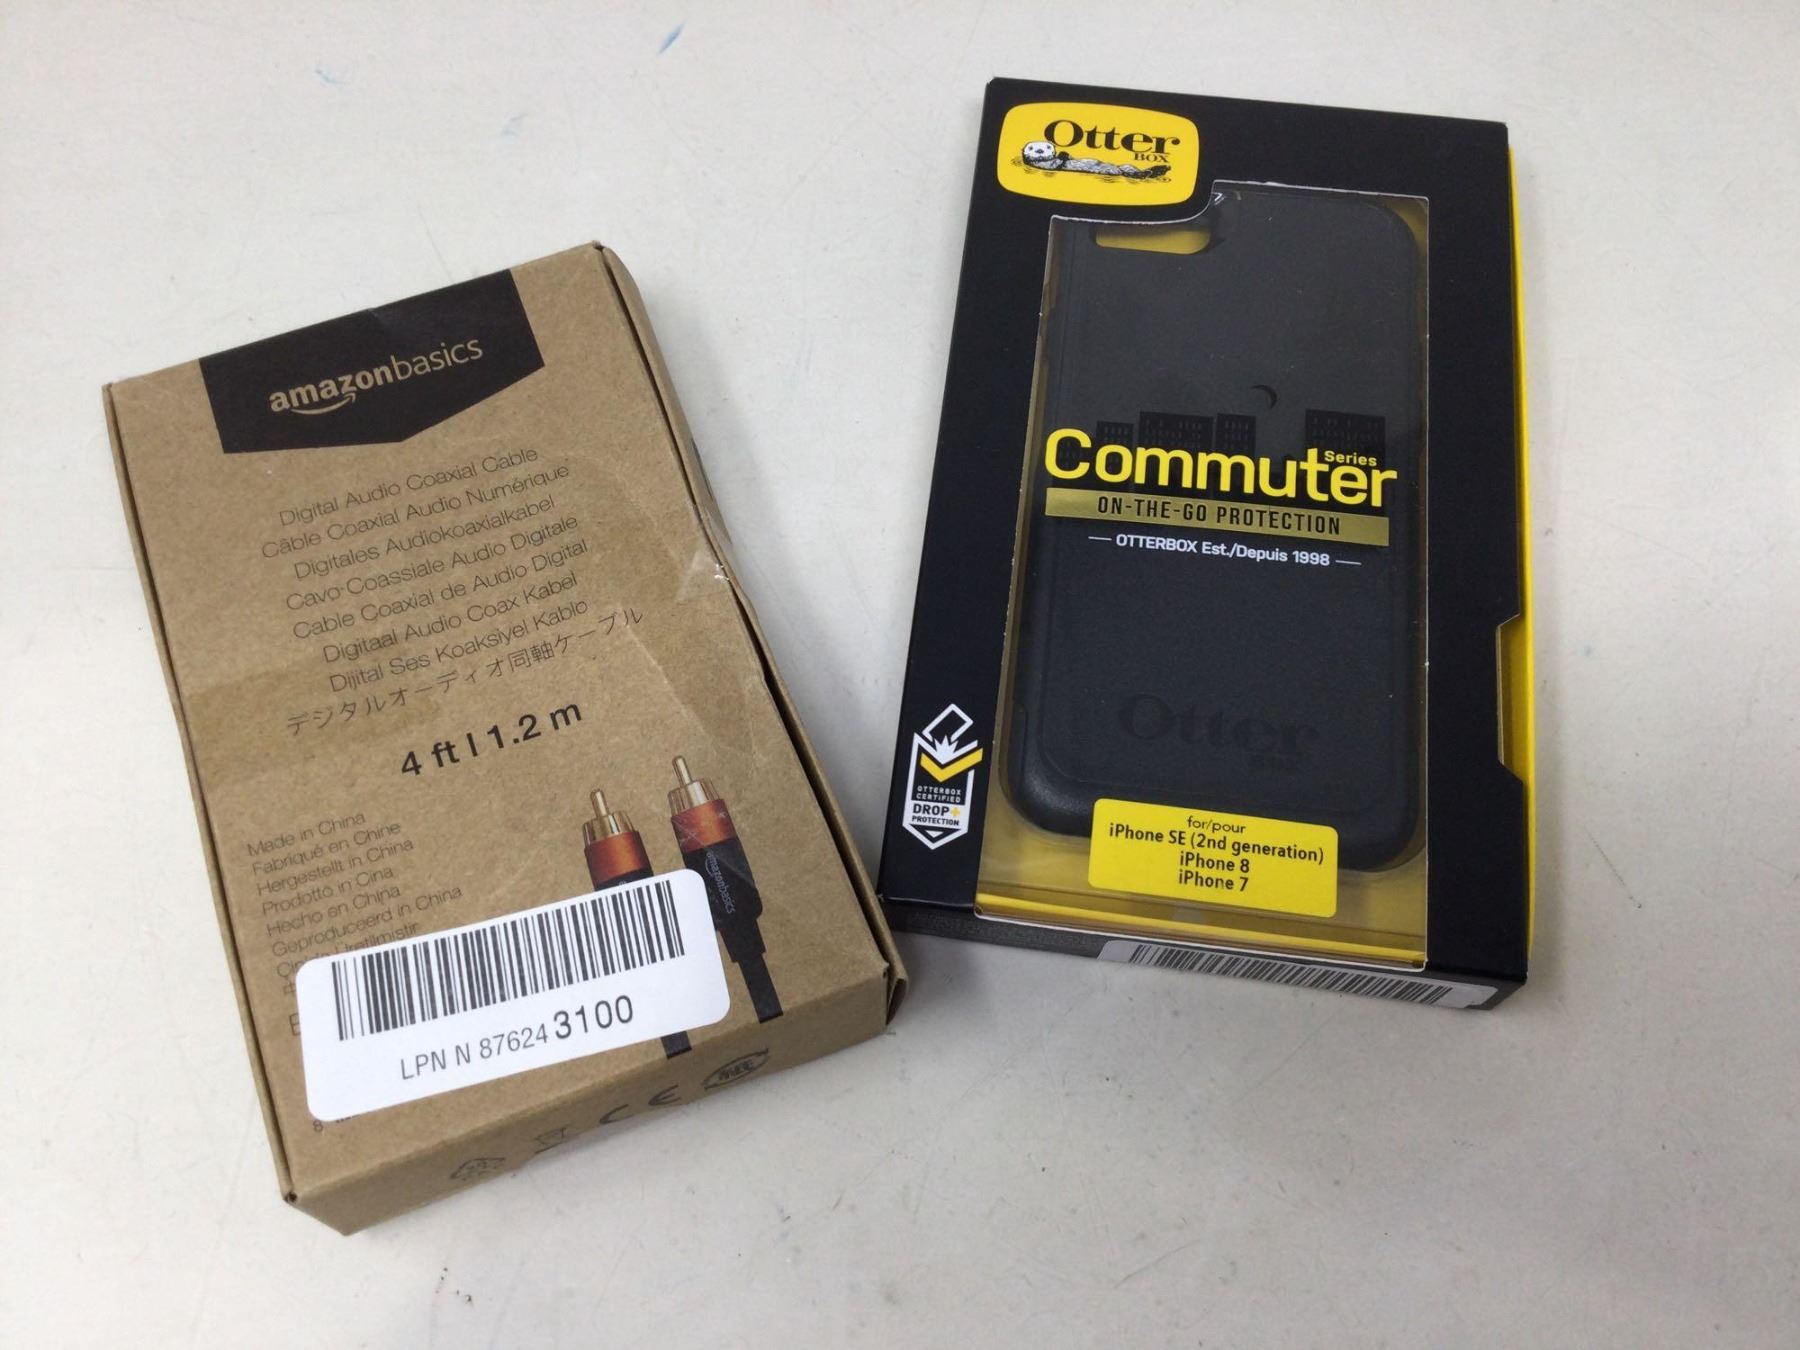 amazonbasics
Digital Audio Coaxial Cable
Câble Coaxial Audio Numérique
Digitales Audiokoaxialkabel
Cavo Coassiale Audio Digitale
Cable Coaxial de Audio Digital
Digitaal Audio Coax Kabel
Dijital Ses Koaksiyel Kablo
デジタルオーディオ同軸ケーブル
4 ft | 1.2 m
Made in China
Fabriqué en Chine
Hergestellt in China
Prodotto in Cina
Hecho en China
Geproduceerd in China
amazonbasics
LPN N 876243100
CE
Otter
BOX
Commuter
Series
ON-THE-GO PROTECTION
OTTERBOX Est./Depuis 1998
Otter
BOX
OTTERBOX
CERTIFIED
DROP+
PROTECTION
for/pour
iPhone SE (2nd generation)
iPhone 8
iPhone 7